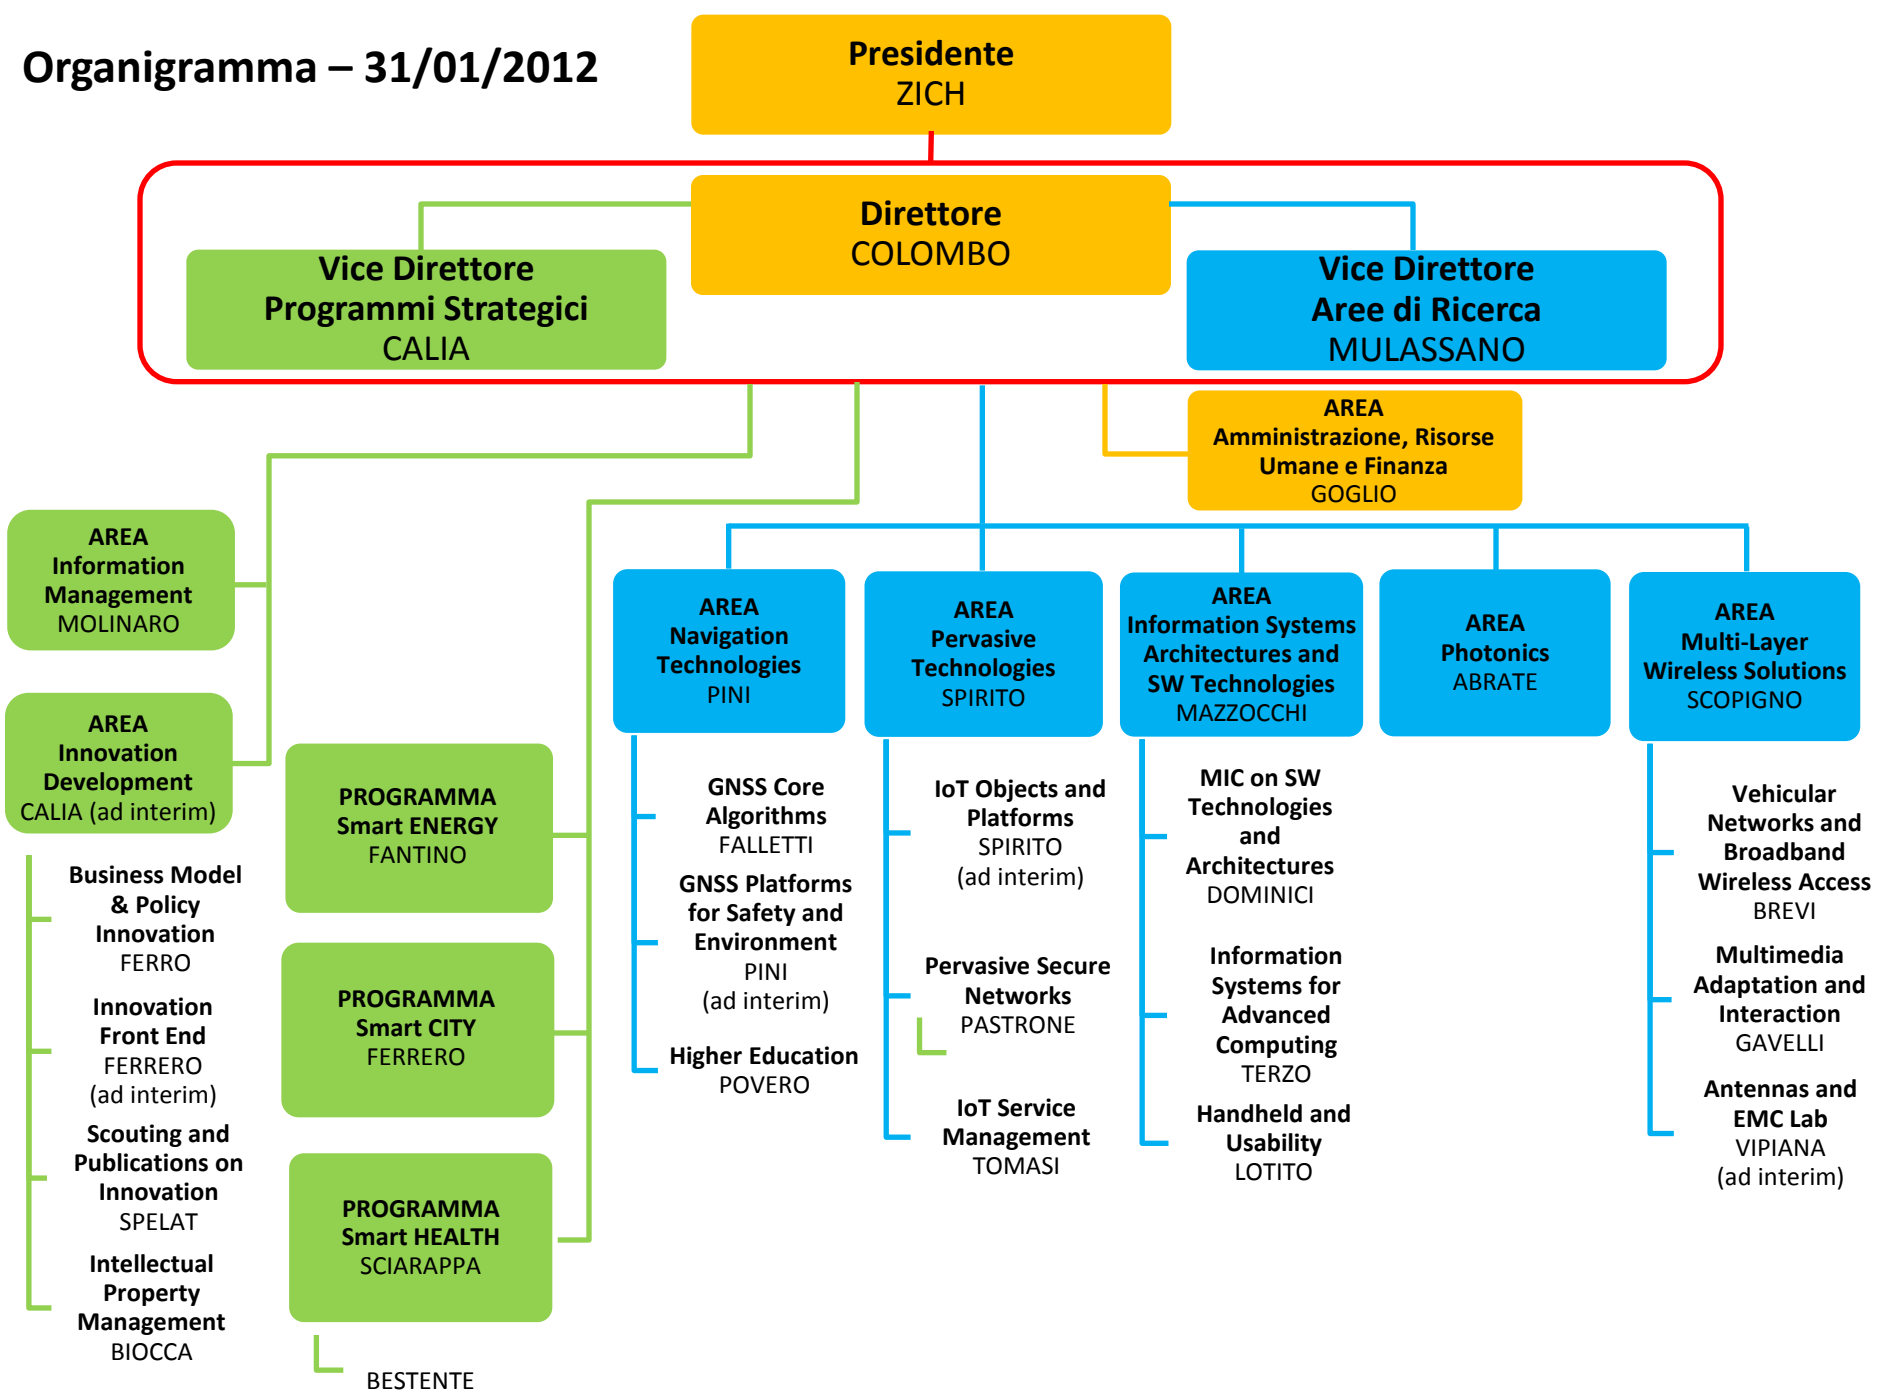 Organigramma – 31/01/2012
Presidente
ZICH
Direttore
COLOMBO
Vice Direttore
Programmi Strategici
CALIA
Vice Direttore
Aree di Ricerca
MULASSANO
AREA
Amministrazione, Risorse
Umane e Finanza
GOGLIO
AREA
Information
Management
MOLINARO
AREA
Innovation
Development
CALIA (ad interim)
Business Model
& Policy
Innovation
FERRO
Innovation
Front End
FERRERO
(ad interim)
Scouting and
Publications on
Innovation
SPELAT
Intellectual
Property
Management
BIOCCA
PROGRAMMA
Smart ENERGY
FANTINO
PROGRAMMA
Smart CITY
FERRERO
PROGRAMMA
Smart HEALTH
SCIARAPPA
BESTENTE
AREA
Navigation
Technologies
PINI
GNSS Core
Algorithms
FALLETTI
GNSS Platforms
for Safety and
Environment
PINI
(ad interim)
Higher Education
POVERO
AREA
Pervasive
Technologies
SPIRITO
IoT Objects and
Platforms
SPIRITO
(ad interim)
Pervasive Secure
Networks
PASTRONE
IoT Service
Management
TOMASI
AREA
Information Systems
Architectures and
SW Technologies
MAZZOCCHI
MIC on SW
Technologies
and
Architectures
DOMINICI
Information
Systems for
Advanced
Computing
TERZO
Handheld and
Usability
LOTITO
AREA
Photonics
ABRATE
AREA
Multi-Layer
Wireless Solutions
SCOPIGNO
Vehicular
Networks and
Broadband
Wireless Access
BREVI
Multimedia
Adaptation and
Interaction
GAVELLI
Antennas and
EMC Lab
VIPIANA
(ad interim)